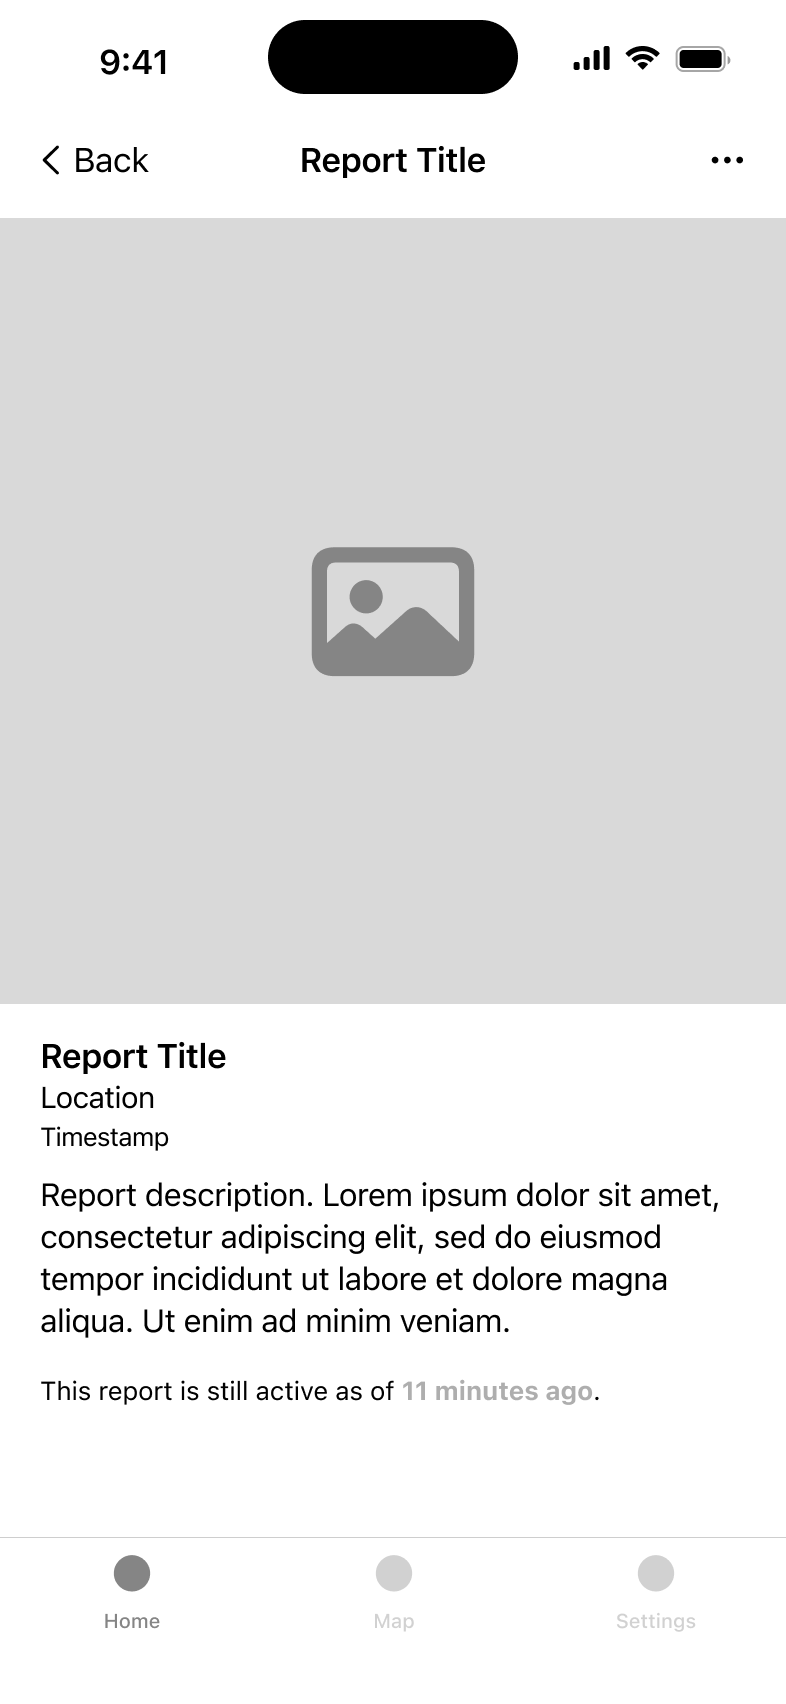 9:41
Back
Report Title
Report Title
Location
Timestamp
Report description. Lorem ipsum dolor sit amet,
consectetur adipiscing elit, sed do eiusmod
tempor incididunt ut labore et dolore magna
aliqua. Ut enim ad minim veniam.
This report is still active as of 11 minutes ago.
Home
Map
Settings